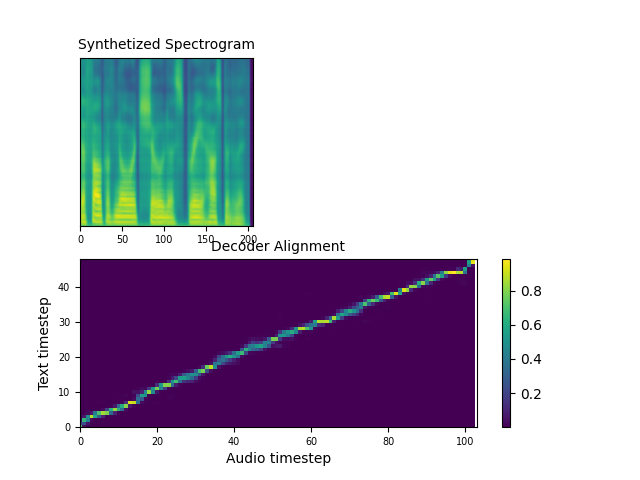 Synthetized Spectrogram
0 50 100 150 200
Decoder Alignment
40
30
20
10
0
Text timestep
0 20 40 60 80 100
Audio timestep
0.8
0.6
0.4
0.2